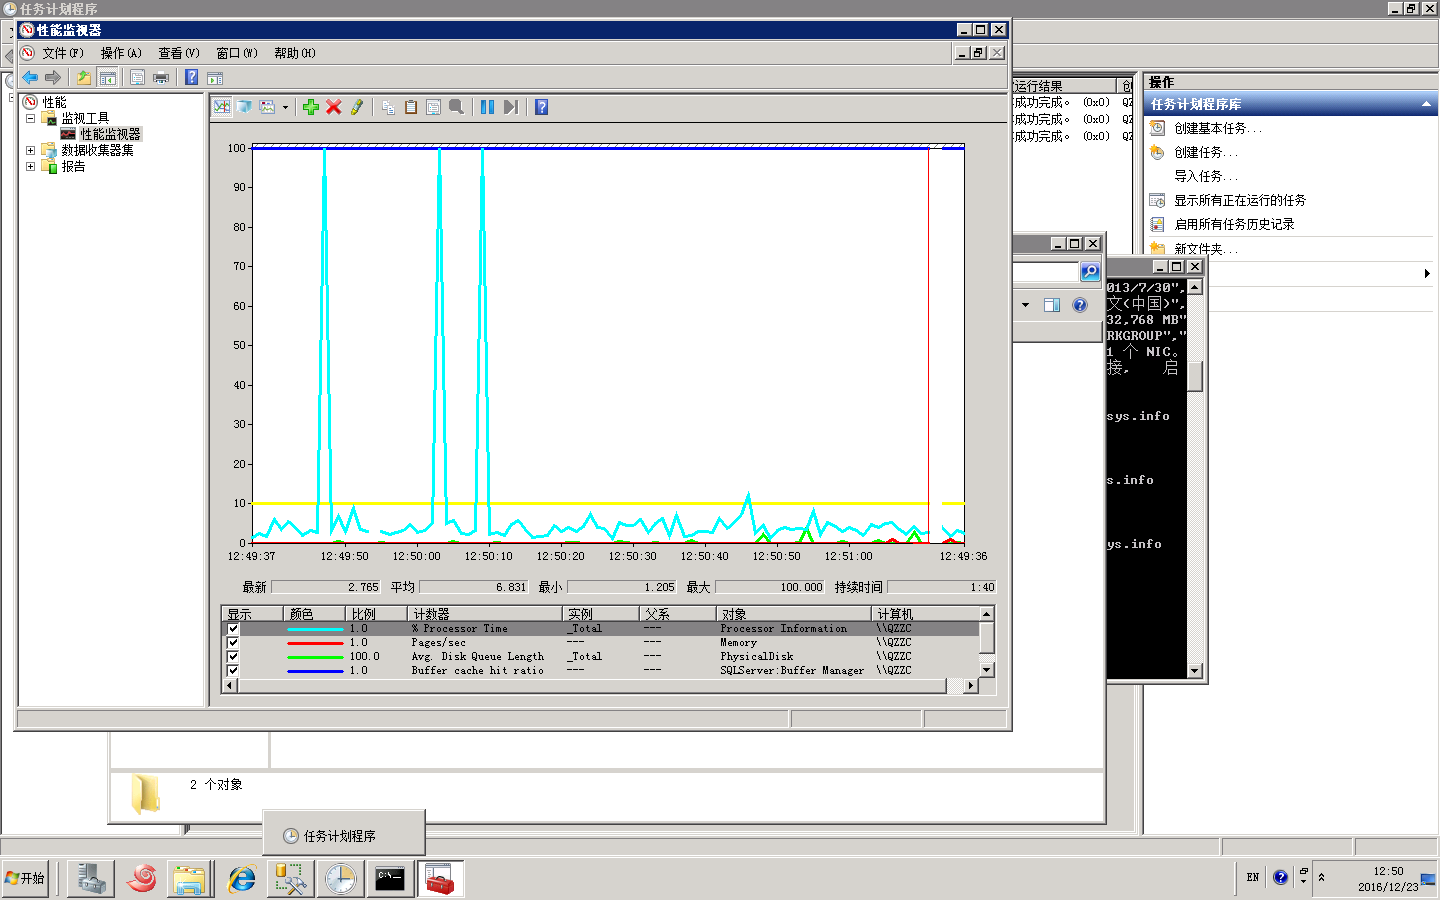 任务计划程序
性能监视器
文件(F) 操作(A) 查看(V) 窗口(W) 帮助(H)
性能
监视工具
性能监视器
数据收集器集
报告
100
90
80
70
60
50
40
30
20
10
0
12:49:37 12:49:50 12:50:00 12:50:10 12:50:20 12:50:30 12:50:40 12:50:50 12:51:00 12:49:36
最新 2.765 平均 6.831 最小 1.205 最大 100.000 持续时间 1:40
显示 颜色 比例 计数器 实例 父系 对象 计算机
1.0 % Processor Time _Total --- Processor Information \\QZZC
1.0 Pages/sec --- --- Memory \\QZZC
100.0 Avg. Disk Queue Length _Total --- PhysicalDisk \\QZZC
1.0 Buffer cache hit ratio --- --- SQLServer:Buffer Manager \\QZZC
运行结果
成功完成。 (0x0) QZ
成功完成。 (0x0) QZ
成功完成。 (0x0) QZ
操作
任务计划程序库
创建基本任务...
创建任务...
导入任务...
显示所有正在运行的任务
启用所有任务历史记录
新文件夹...
013/7/30",
文(中国)",
32,768 MB"
RKGROUP","
1 个 NIC。
接, 启
sys.info
s.info
ys.info
2 个对象
任务计划程序
开始
C:\_
EN
12:50
2016/12/23